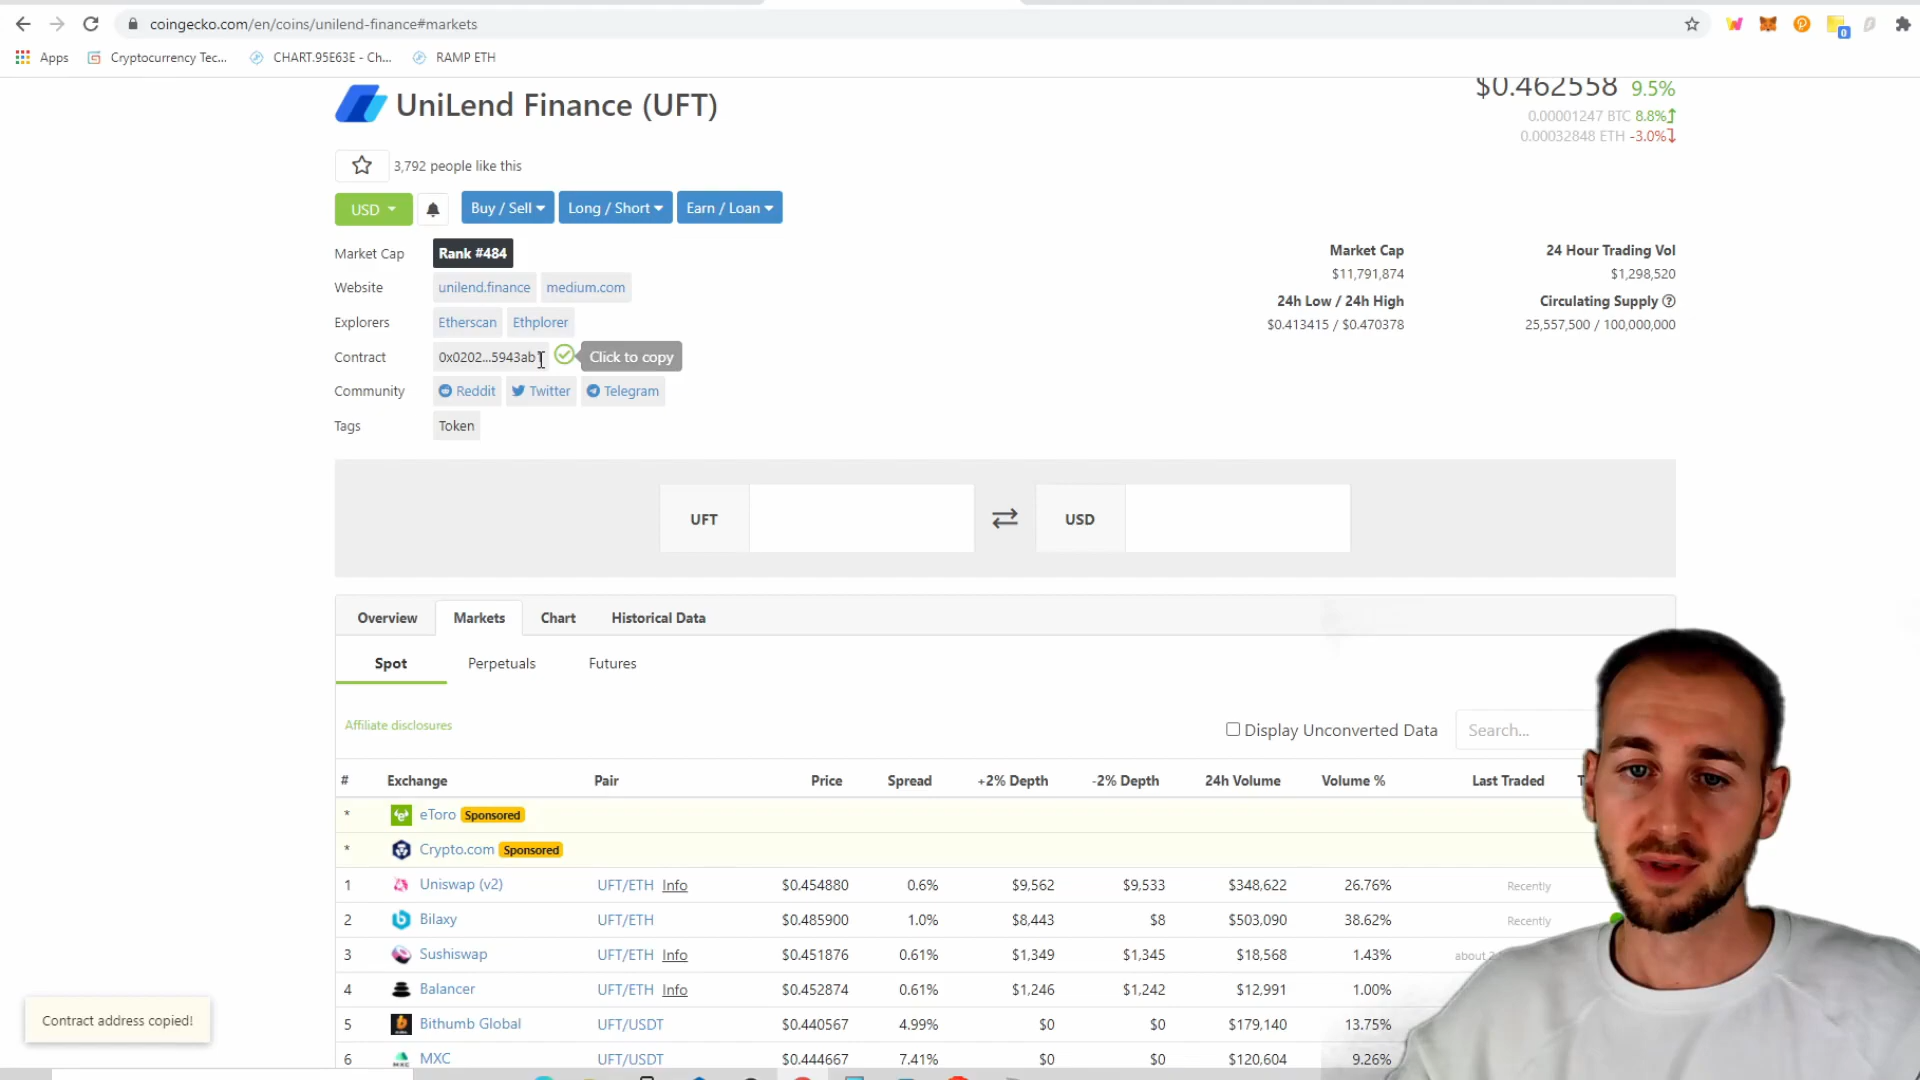 coingecko.com/en/coins/unilend-finance#markets
0
Apps Cryptocurrency Tec... CHART.95E63E - Ch... RAMP ETH
UniLend Finance (UFT)
$0.462558 9.5%
0.00001247 BTC 8.8%
0.00032848 ETH -3.0%
3,792 people like this
USD Buy / Sell Long / Short Earn / Loan
Market Cap Rank #484
Website unilend.finance medium.com
Explorers Etherscan Ethplorer
Contract 0x0202...5943ab Click to copy
Community Reddit Twitter Telegram
Tags Token
Market Cap 24 Hour Trading Vol
$11,791,874 $1,298,520
24h Low / 24h High Circulating Supply
$0.413415 / $0.470378 25,557,500 / 100,000,000
UFT USD
Overview Markets Chart Historical Data
Spot Perpetuals Futures
Affiliate disclosures
Display Unconverted Data Search...
# Exchange Pair Price Spread +2% Depth -2% Depth 24h Volume Volume % Last Traded
* eToro Sponsored
* Crypto.com Sponsored
1 Uniswap (v2) UFT/ETH Info $0.454880 0.6% $9,562 $9,533 $348,622 26.76% Recently
2 Bilaxy UFT/ETH $0.485900 1.0% $8,443 $8 $503,090 38.62% Recently
3 Sushiswap UFT/ETH Info $0.451876 0.61% $1,349 $1,345 $18,568 1.43% about
4 Balancer UFT/ETH Info $0.452874 0.61% $1,246 $1,242 $12,991 1.00%
5 Bithumb Global UFT/USDT $0.440567 4.99% $0 $0 $179,140 13.75%
6 MXC UFT/USDT $0.444667 7.41% $0 $0 $120,604 9.26%
Contract address copied!